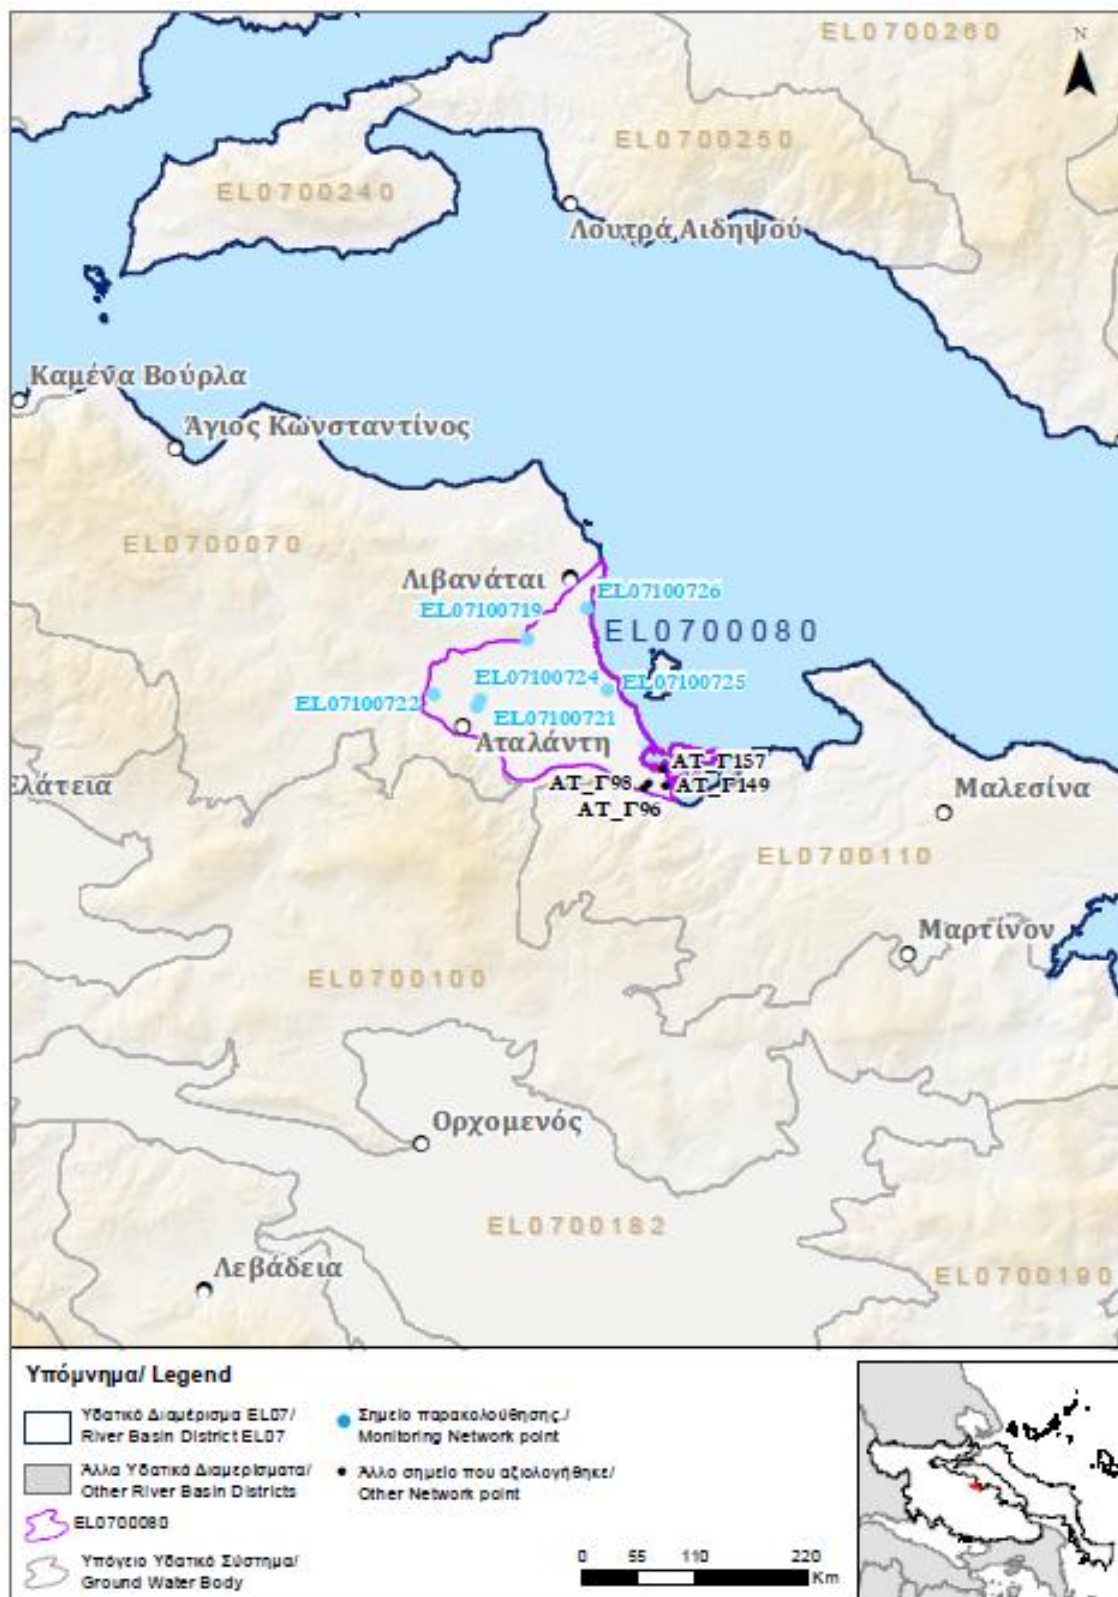 EL0700260
N
EL0700250
EL0700240
Λουτρά Αιδηψού
Καμένα Βούρλα
Άγιος Κωνσταντίνος
EL0700070
Λιβανάται
EL07100726
EL07100719
EL0700080
EL07100724
EL07100725
EL07100722
EL07100721
Αταλάντη
ΑΤ_Γ157
ΑΤ_Γ98
ΑΤ_Γ149
ΑΤ_Γ96
Ελάτεια
Μαλεσίνα
EL0700110
Μαρτίνον
EL0700100
Ορχομενός
EL0700182
Λεβάδεια
EL0700190
Υπόμνημα/ Legend
Υδατικό Διαμέρισμα EL07/
River Basin District EL07
Σημείο παρακολούθησης/
Monitoring Network point
Άλλα Υδατικά Διαμερίσματα/
Other River Basin Districts
Άλλο σημείο που αξιολογήθηκε/
Other Network point
EL0700080
Υπόγειο Υδατικό Σύστημα/
Ground Water Body
0 55 110 220
Km